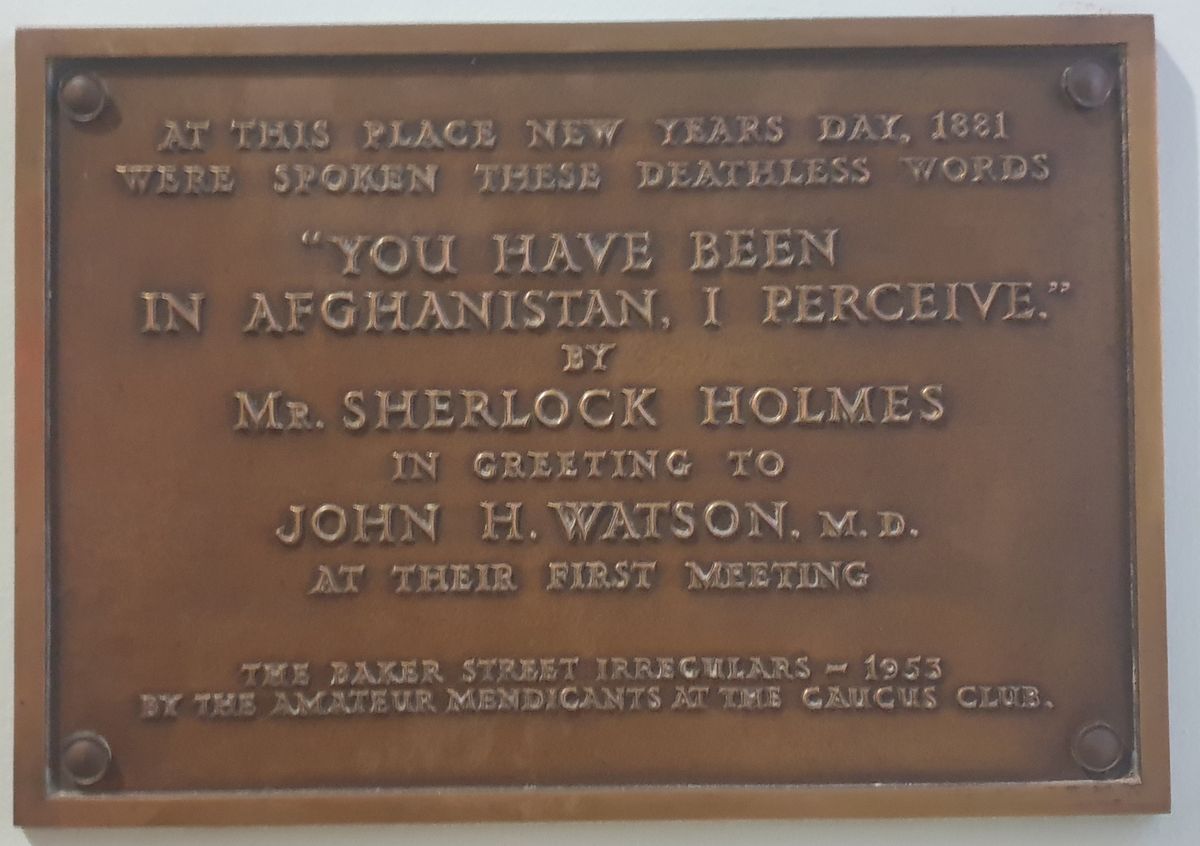 AT THIS PLACE NEW YEARS DAY, 1881
WERE SPOKEN THESE DEATHLESS WORDS
“YOU HAVE BEEN
IN AFGHANISTAN, I PERCEIVE.”
BY
MR. SHERLOCK HOLMES
IN GREETING TO
JOHN H. WATSON, M.D.
AT THEIR FIRST MEETING
THE BAKER STREET IRREGULARS – 1953
BY THE AMATEUR MENDICANTS AT THE CAUCUS CLUB.